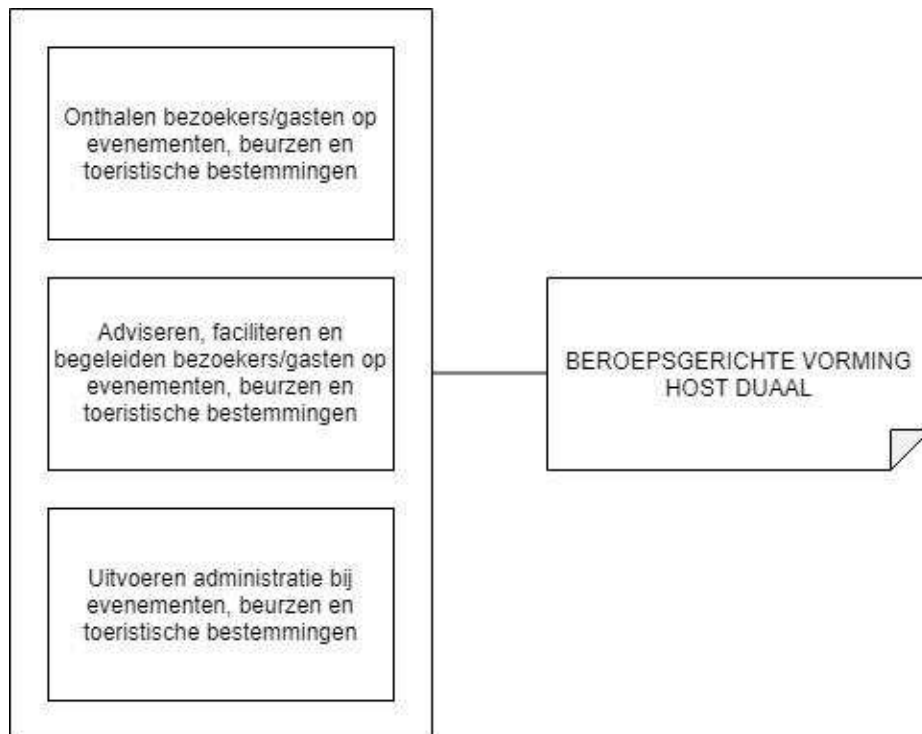 Onthalen bezoekers/gasten op
evenementen, beurzen en
toeristische bestemmingen
Adviseren, faciliteren en
begeleiden bezoekers/gasten op
evenementen, beurzen en
toeristische bestemmingen
Uitvoeren administratie bij
evenementen, beurzen en
toeristische bestemmingen
BEROEPSGERICHTE VORMING
HOST DUAAL